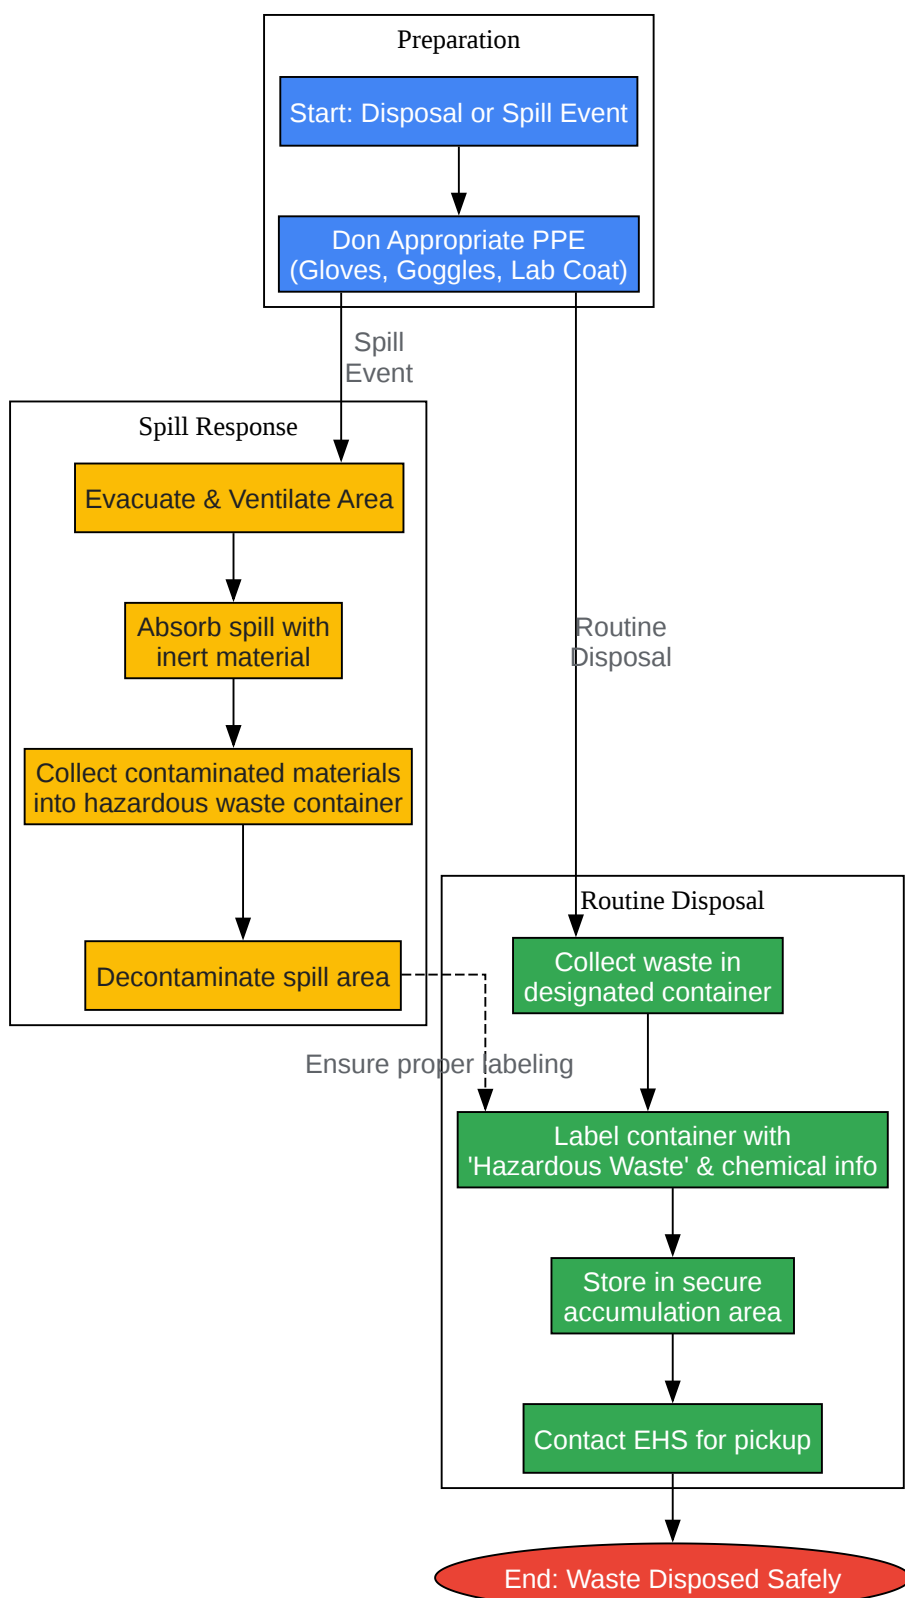 Preparation
Start: Disposal or Spill Event
Don Appropriate PPE
(Gloves, Goggles, Lab Coat)
Spill
Event
Spill Response
Evacuate & Ventilate Area
Absorb spill with
inert material
Routine
Disposal
Collect contaminated materials
into hazardous waste container
Decontaminate spill area
Routine Disposal
Collect waste in
designated container
Ensure proper labeling
Label container with
'Hazardous Waste' & chemical info
Store in secure
accumulation area
Contact EHS for pickup
End: Waste Disposed Safely